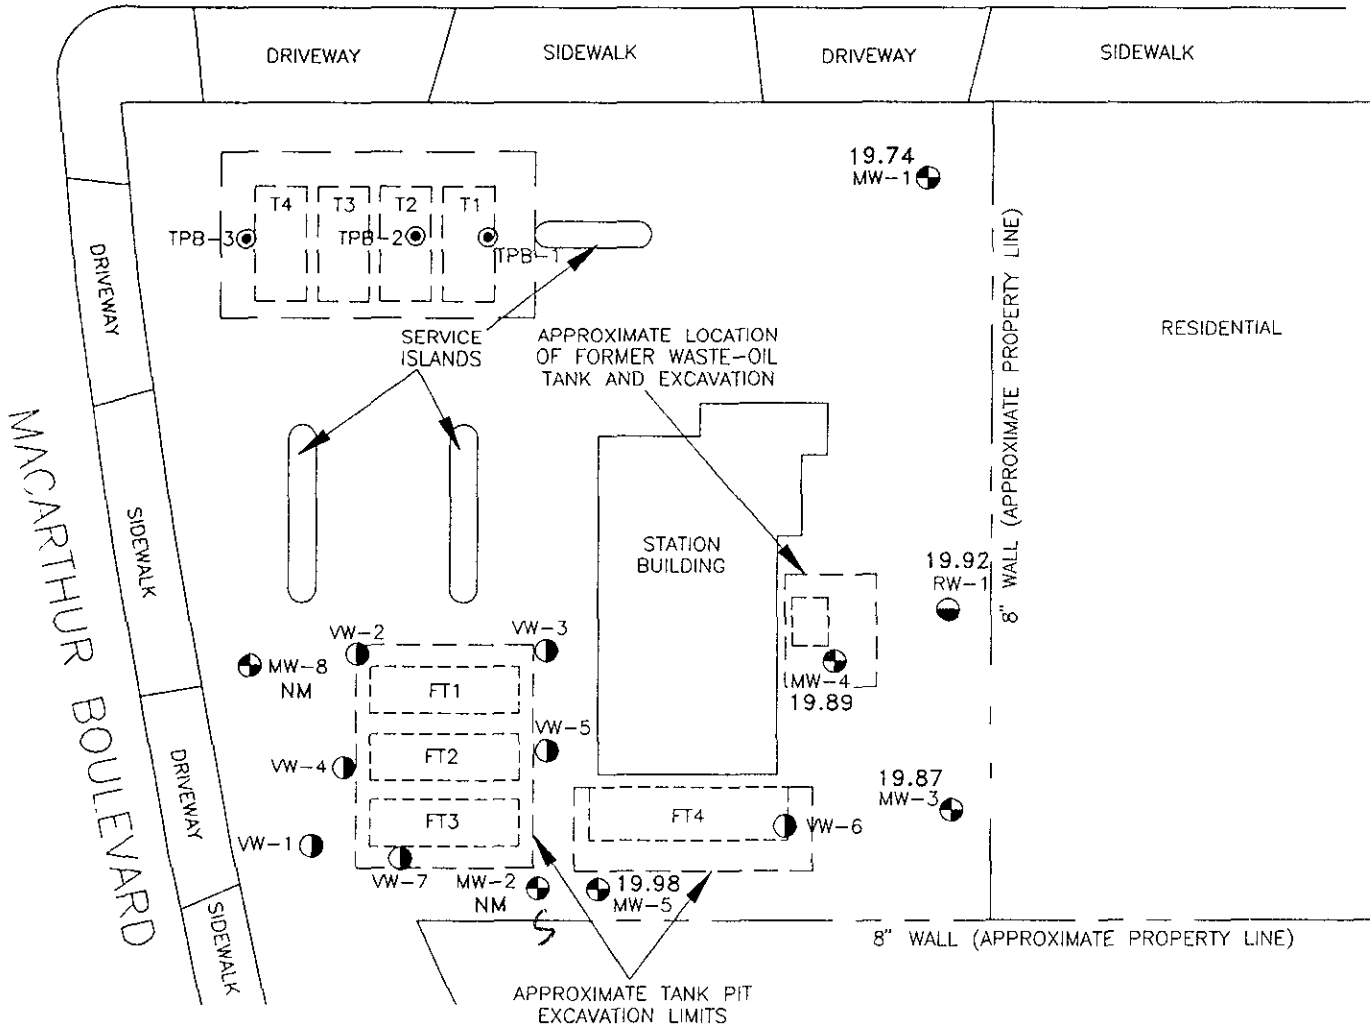 DRIVEWAY
SIDEWALK
DRIVEWAY
SIDEWALK
19.74
MW-1
T4
T3
T2
T1
TPB-3
TPB-2
TPB-1
DRIVEWAY
SERVICE
ISLANDS
APPROXIMATE LOCATION
OF FORMER WASTE-OIL
TANK AND EXCAVATION
8" WALL (APPROXIMATE PROPERTY LINE)
RESIDENTIAL
MACARTHUR BOULEVARD
SIDEWALK
STATION
BUILDING
19.92
RW-1
VW-2
VW-3
MW-8
NM
FT1
MW-4
19.89
DRIVEWAY
VW-4
FT2
VW-5
19.87
MW-3
FT3
FT4
VW-6
VW-1
VW-7
MW-2
NM
19.98
MW-5
S
SIDEWALK
8" WALL (APPROXIMATE PROPERTY LINE)
APPROXIMATE TANK PIT
EXCAVATION LIMITS